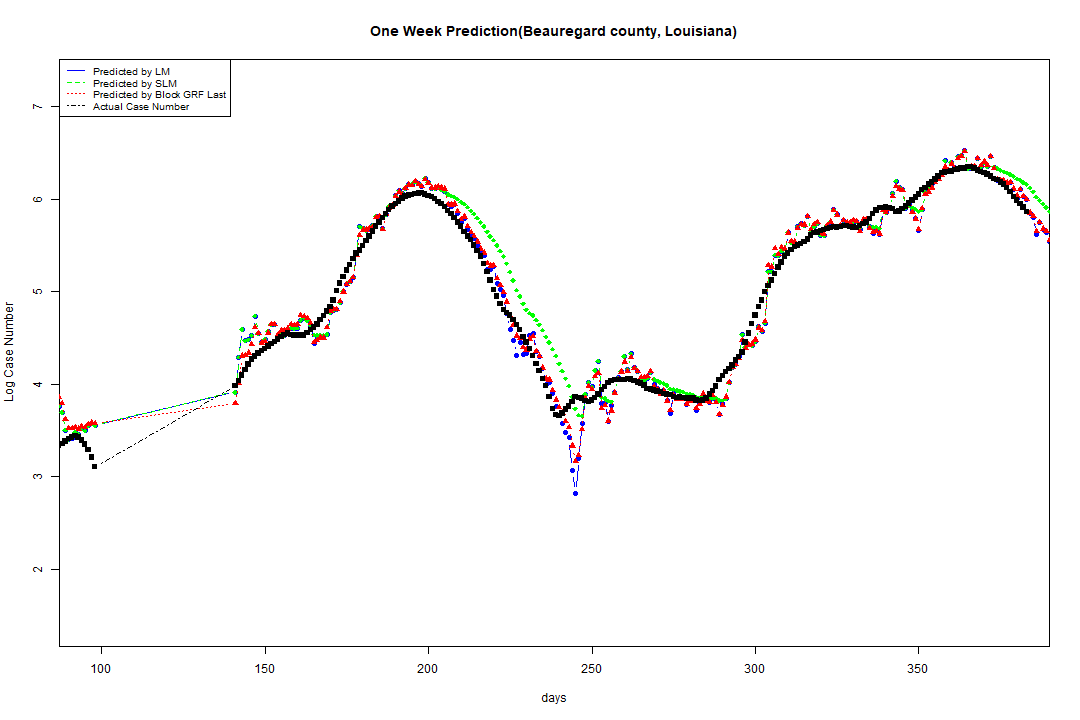 One Week Prediction(Beauregard county, Louisiana)
Predicted by LM
Predicted by SLM
Predicted by Block GRF Last
Actual Case Number
7
6
5
4
3
2
Log Case Number
100 150 200 250 300 350
days